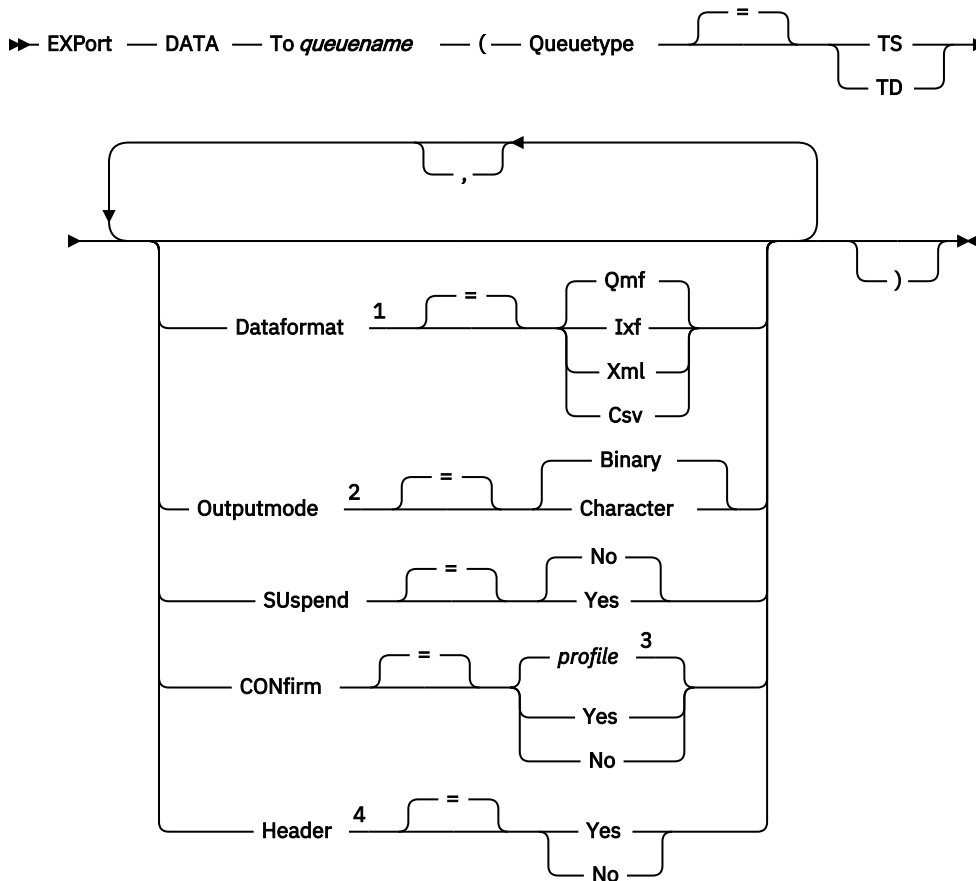 =
EXPort DATA To queuename ( Queuetype TS
TD
,
)
Qmf
Dataformat 1 = Ixf
Xml
Csv
Binary
Outputmode 2 = Character
No
SUspend = Yes
profile 3
CONfirm = Yes
No
Header 4 = Yes
No